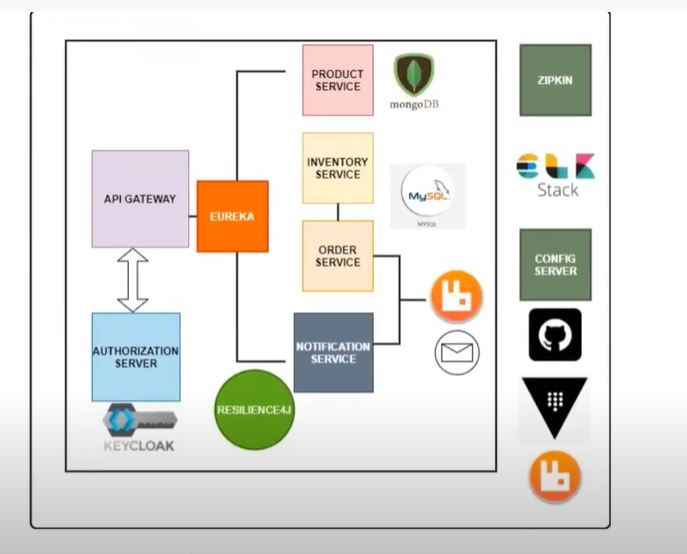 PRODUCT
SERVICE
mongoDB
ZIPKIN
INVENTORY
SERVICE
Stack
API GATEWAY
MySQL
MYSQL
EUREKA
ORDER
SERVICE
CONFIG
SERVER
AUTHORIZATION
SERVER
NOTIFICATION
SERVICE
RESILIENCE4J
KEYCLOAK
ELK